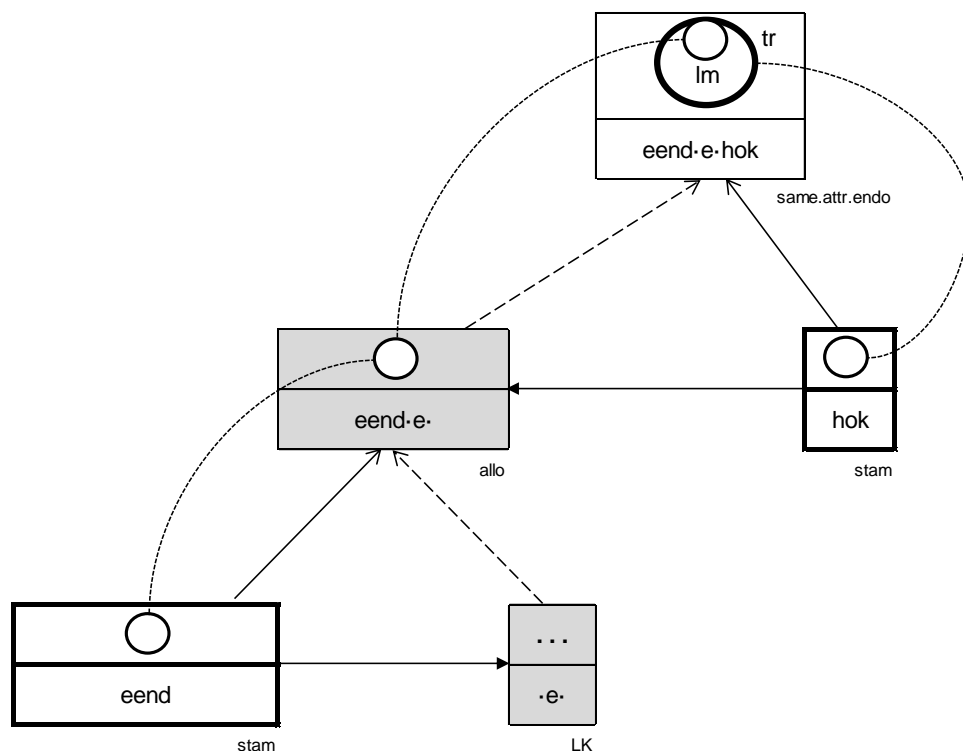 tr
lm
eend·e·hok
same.attr.endo
eend·e·
hok
allo
stam
...
eend
·e·
stam
LK